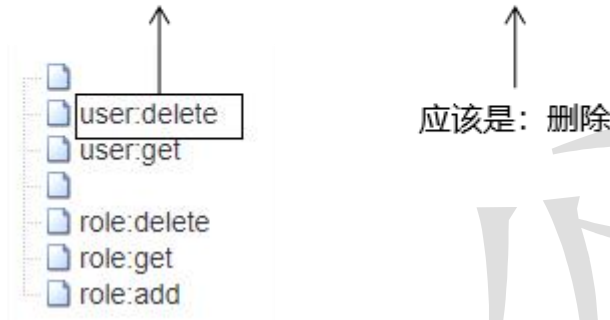 user:delete
应该是：删除
user:get
role:delete
role:get
role:add